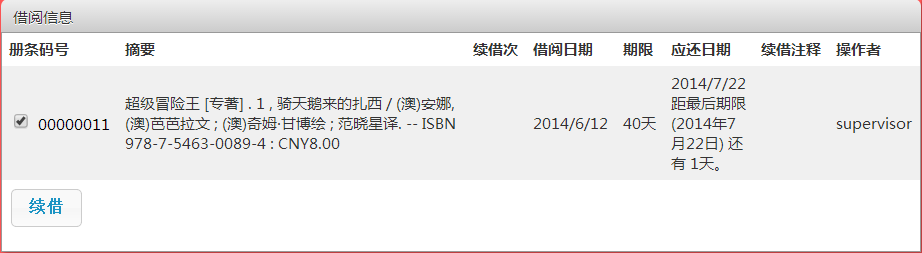 借阅信息
册条码号 摘要 续借次 借阅日期 期限 应还日期 续借注释 操作者
00000011
超级冒险王 [专著] . 1 , 骑天鹅来的扎西 / (澳)安娜,
(澳)芭芭拉文 ; (澳)奇姆·甘博绘 ; 范晓星译. -- ISBN
978-7-5463-0089-4 : CNY8.00
2014/6/12
40天
2014/7/22
距最后期限
(2014年7
月22日) 还
有 1天。
supervisor
续借